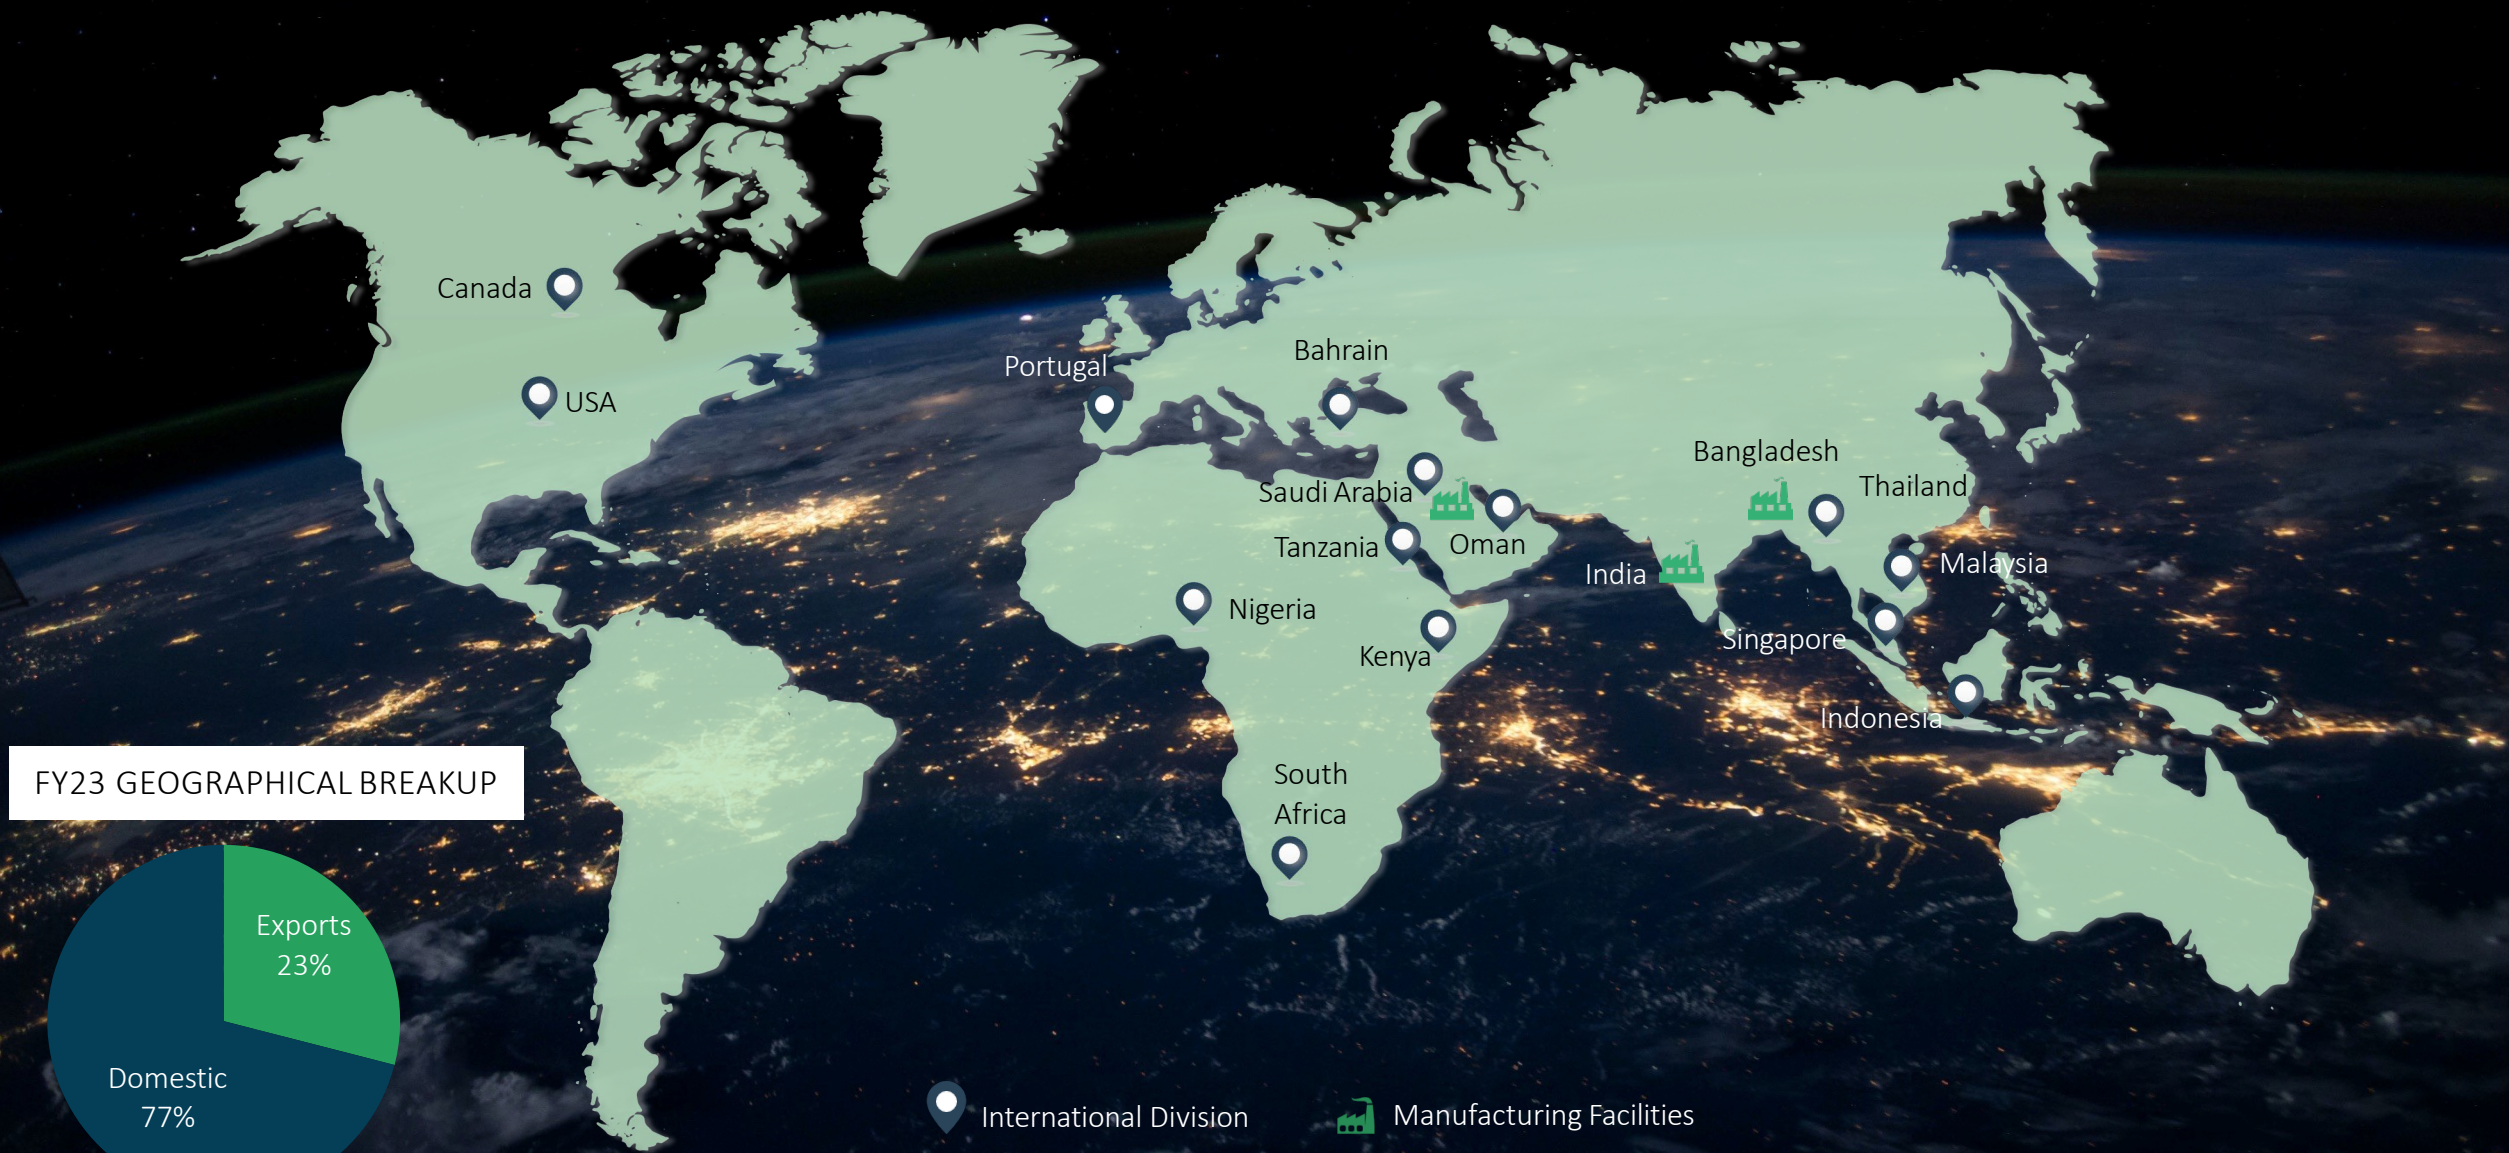 Canada
USA
Portugal
Bahrain
Bangladesh
Thailand
Saudi Arabia
Tanzania
Oman
India
Malaysia
Nigeria
Kenya
Singapore
Indonesia
South
Africa
FY23 GEOGRAPHICAL BREAKUP
Exports
23%
Domestic
77%
International Division
Manufacturing Facilities